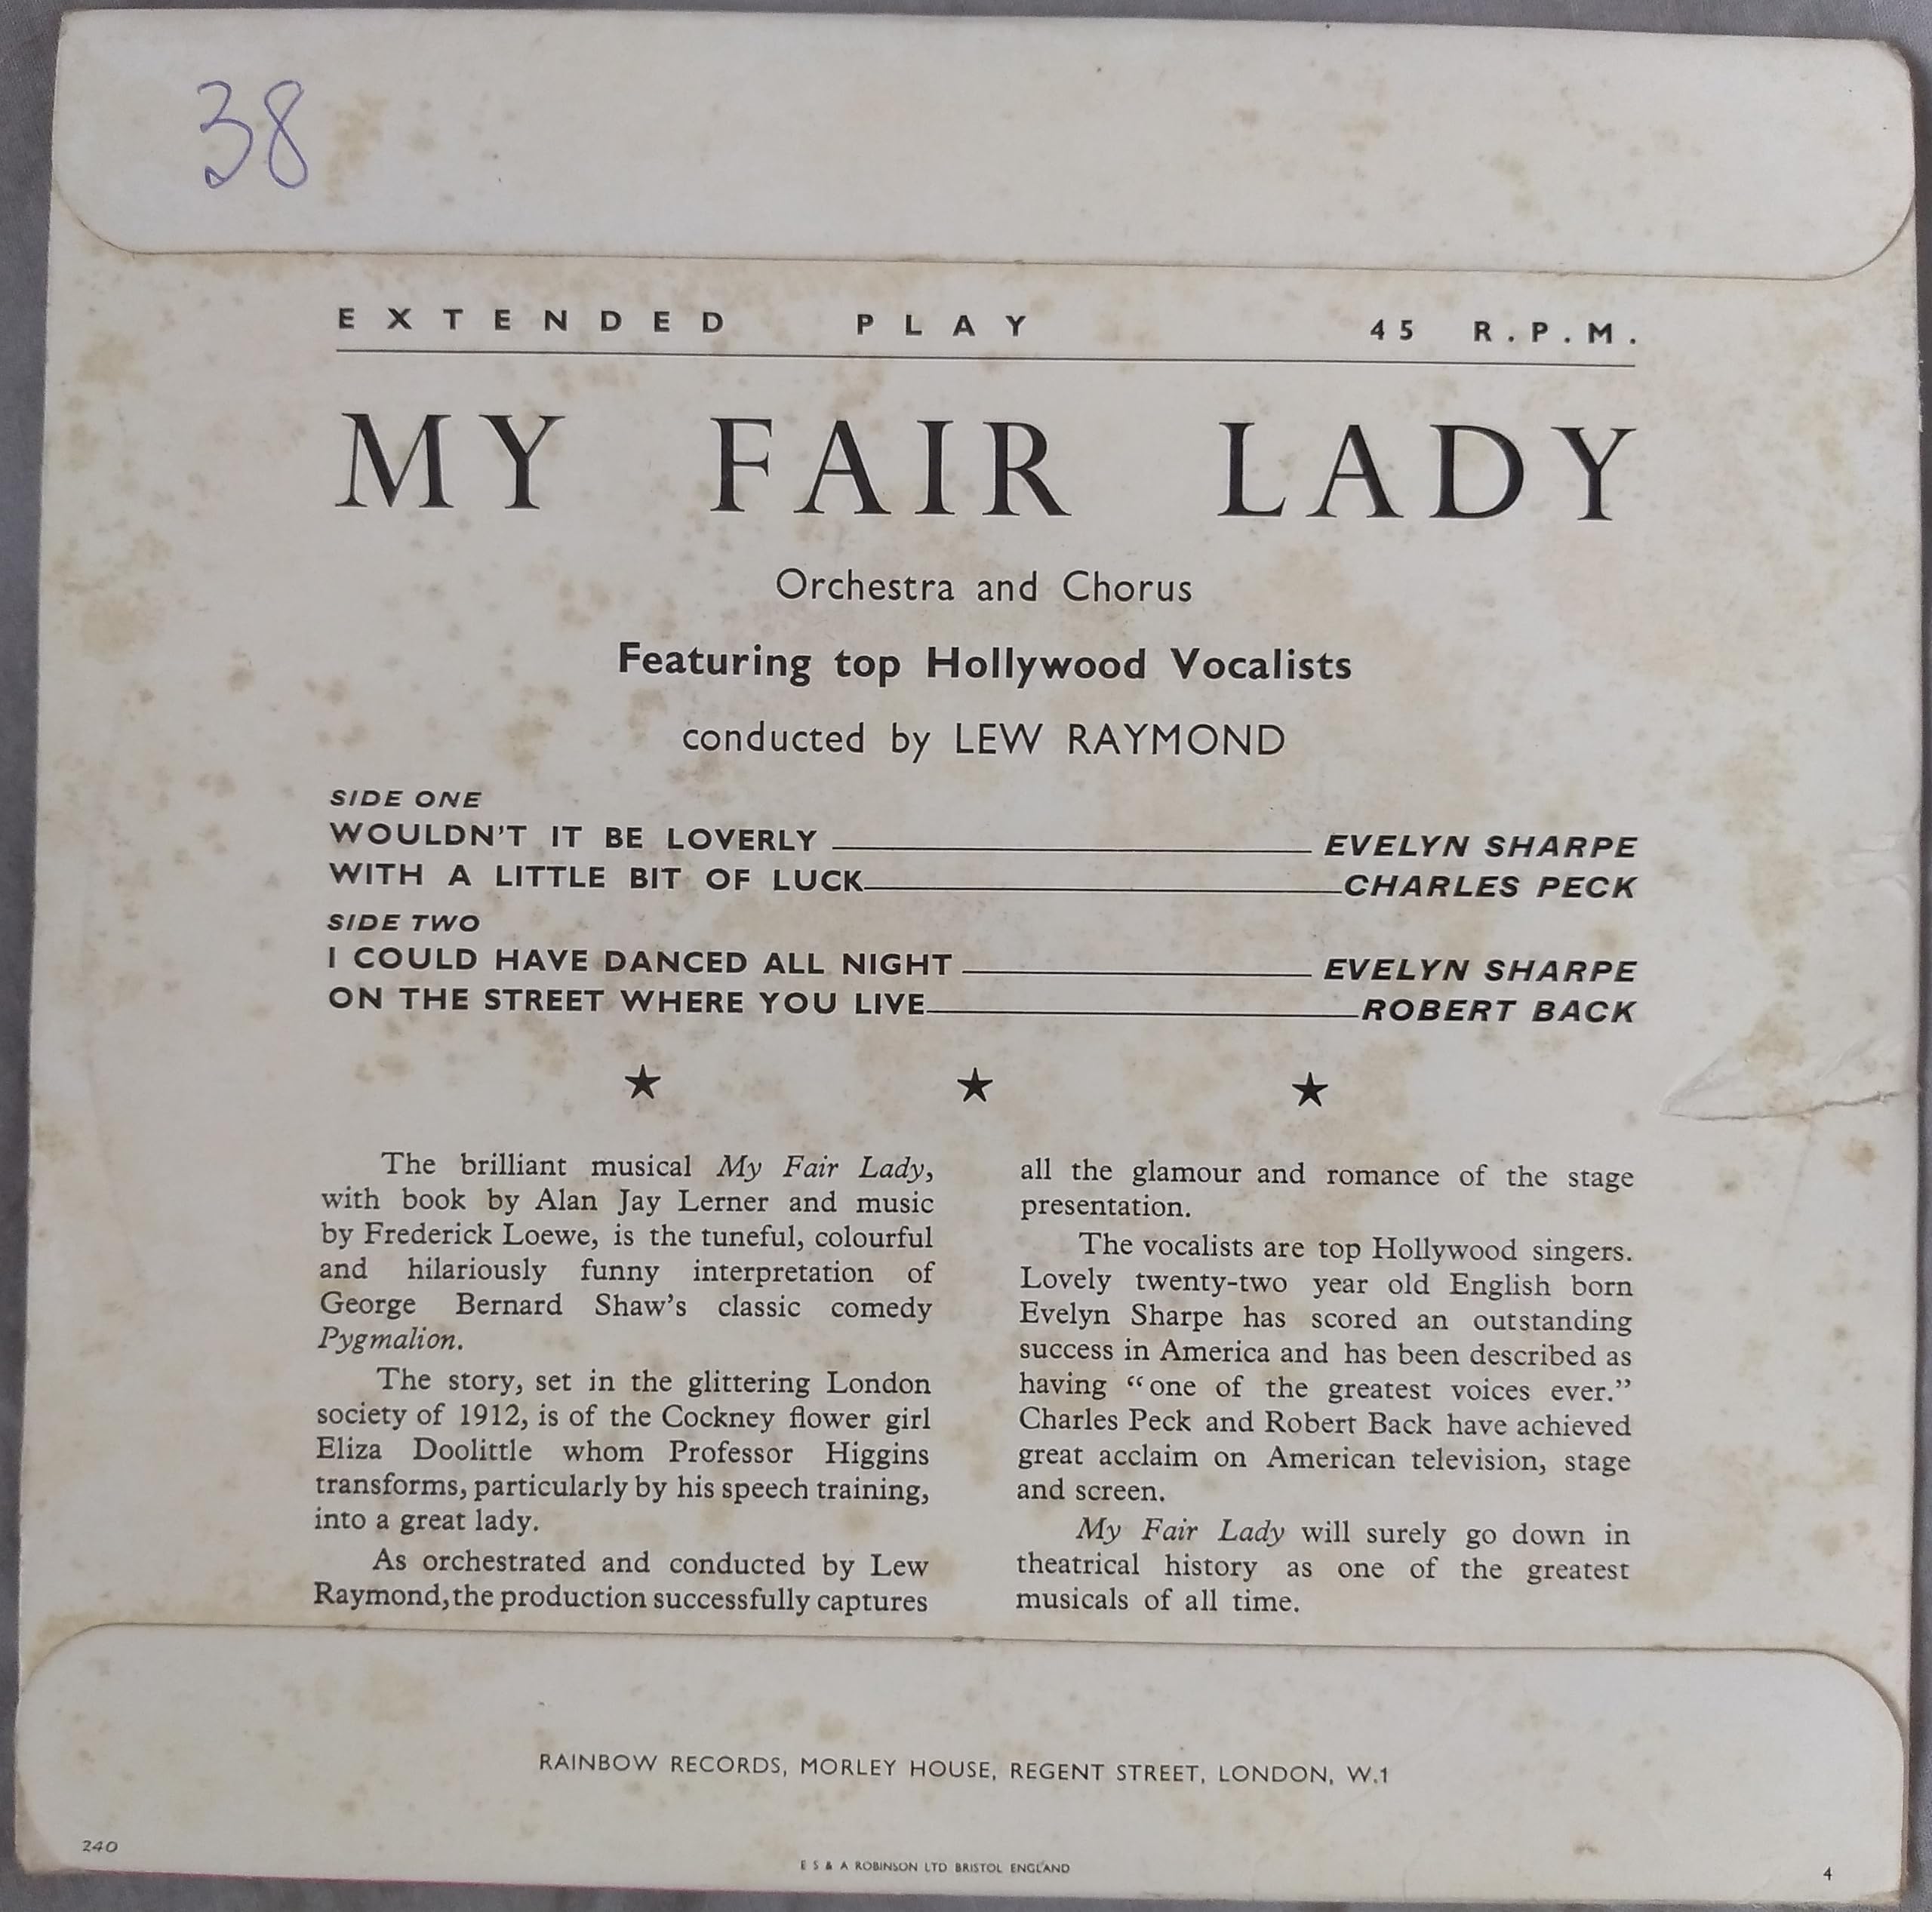 38
EXTENDED PLAY 45 R.P.M.
MY FAIR LADY
Orchestra and Chorus
Featuring top Hollywood Vocalists
conducted by LEW RAYMOND
SIDE ONE
WOULDN'T IT BE LOVERLY EVELYN SHARPE
WITH A LITTLE BIT OF LUCK CHARLES PECK
SIDE TWO
I COULD HAVE DANCED ALL NIGHT EVELYN SHARPE
ON THE STREET WHERE YOU LIVE ROBERT BACK
★ ★ ★
The brilliant musical My Fair Lady,
with book by Alan Jay Lerner and music
by Frederick Loewe, is the tuneful, colourful
and hilariously funny interpretation of
George Bernard Shaw's classic comedy
Pygmalion.
The story, set in the glittering London
society of 1912, is of the Cockney flower girl
Eliza Doolittle whom Professor Higgins
transforms, particularly by his speech training,
into a great lady.
As orchestrated and conducted by Lew
Raymond, the production successfully captures
all the glamour and romance of the stage
presentation.
The vocalists are top Hollywood singers.
Lovely twenty-two year old English born
Evelyn Sharpe has scored an outstanding
success in America and has been described as
having "one of the greatest voices ever."
Charles Peck and Robert Back have achieved
great acclaim on American television, stage
and screen.
My Fair Lady will surely go down in
theatrical history as one of the greatest
musicals of all time.
RAINBOW RECORDS, MORLEY HOUSE, REGENT STREET, LONDON, W.1
240
E S & A ROBINSON LTD BRISTOL ENGLAND
4